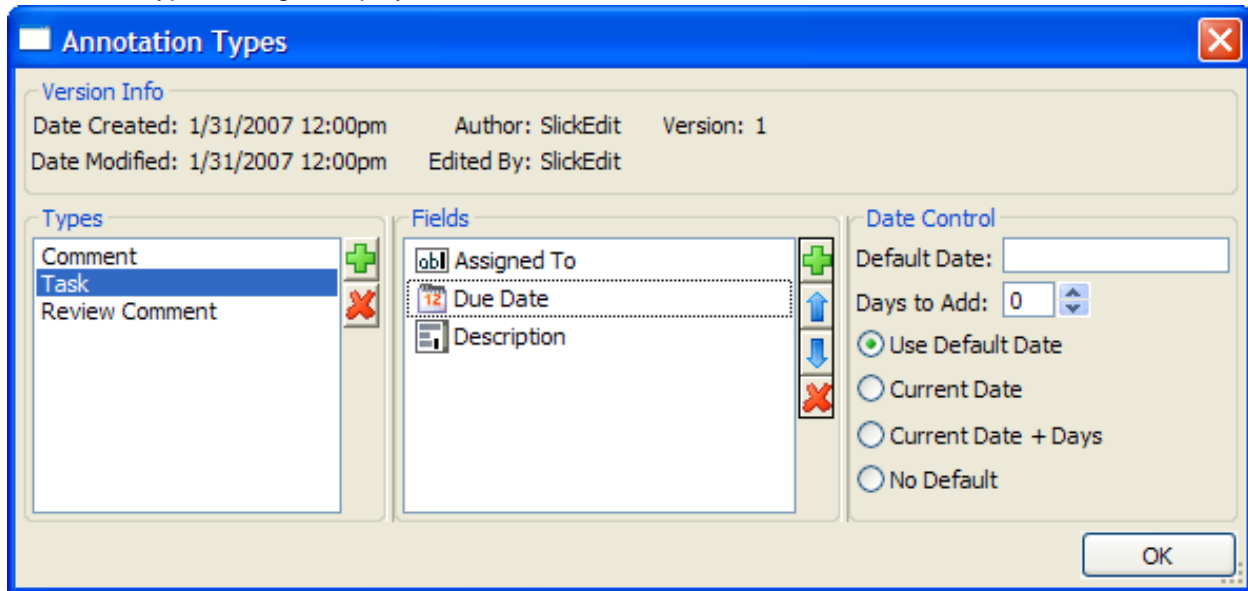 Annotation Types
Version Info
Date Created: 1/31/2007 12:00pm Author: SlickEdit Version: 1
Date Modified: 1/31/2007 12:00pm Edited By: SlickEdit
Types
Comment
Task
Review Comment
Fields
abl Assigned To
12 Due Date
Description
Date Control
Default Date:
Days to Add: 0
Use Default Date
Current Date
Current Date + Days
No Default
OK